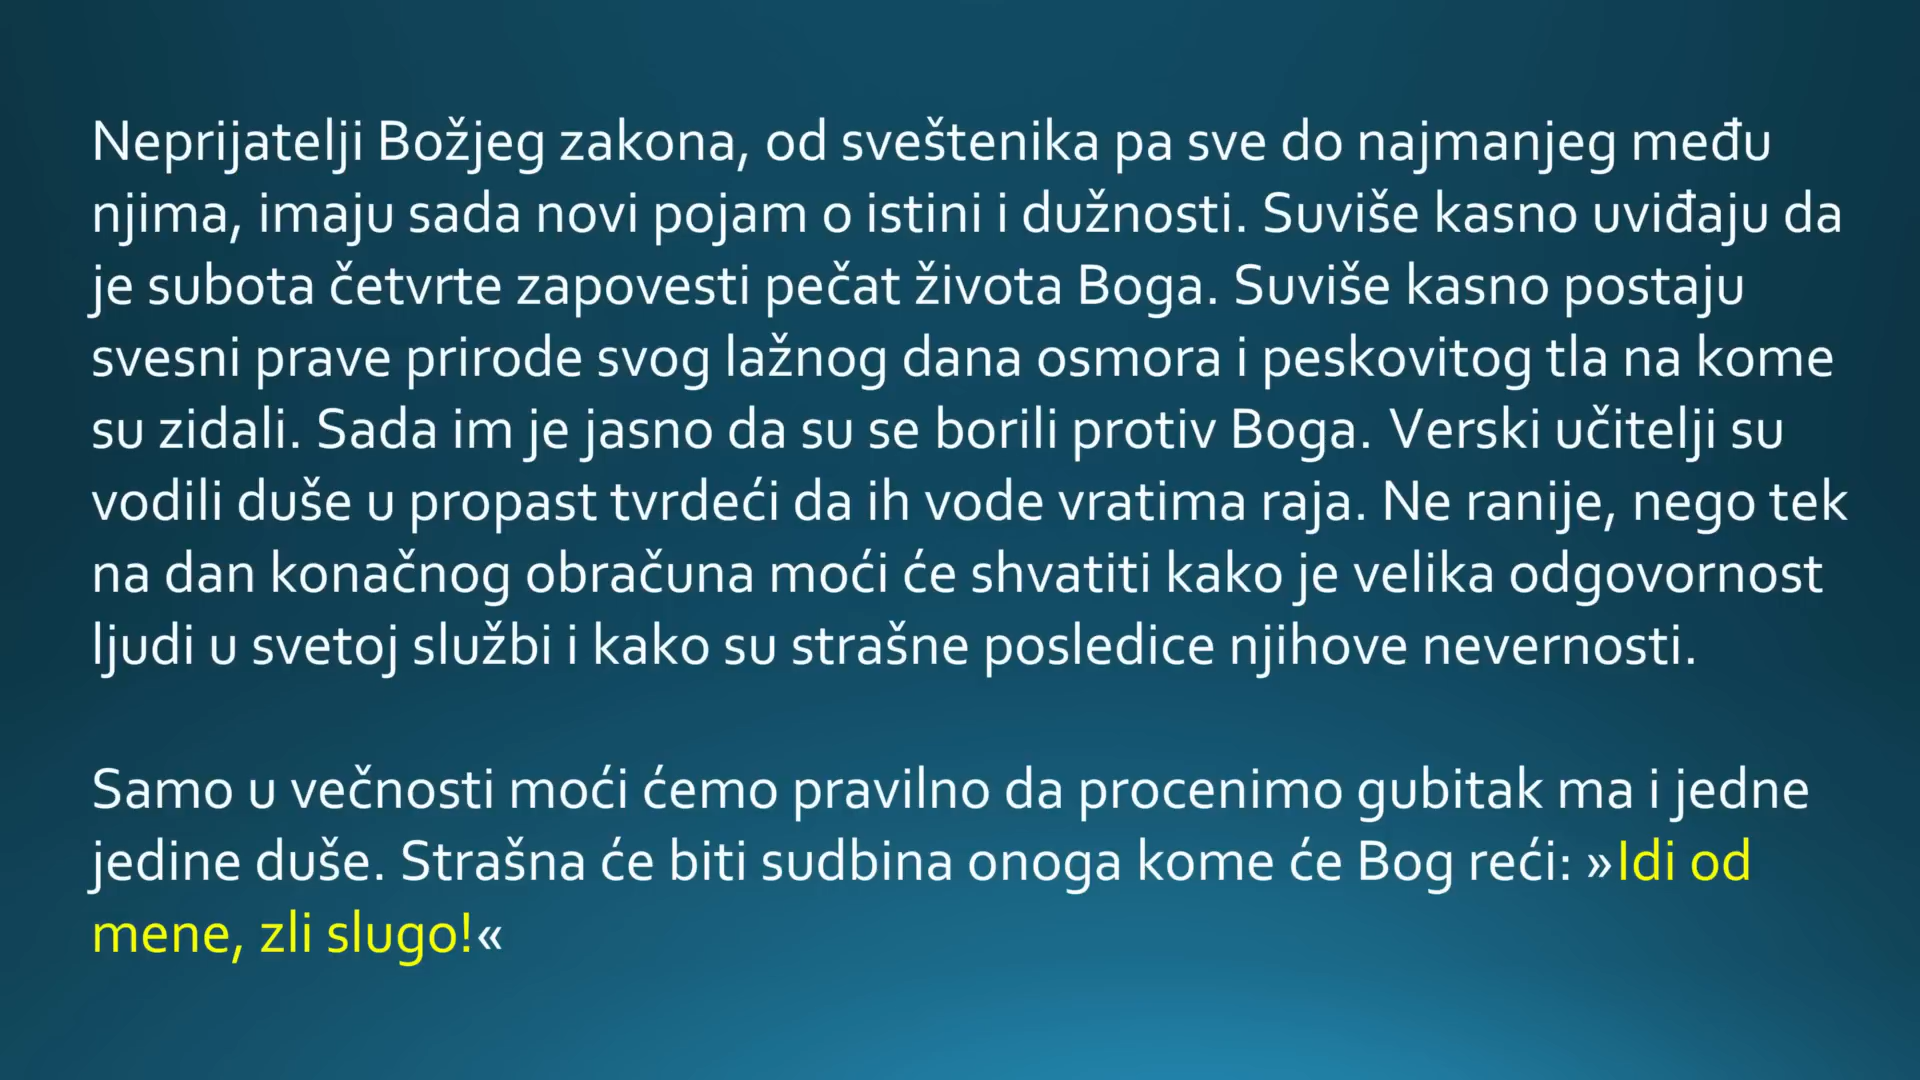 Neprijatelji Božjeg zakona, od sveštenika pa sve do najmanjeg među
njima, imaju sada novi pojam o istini i dužnosti. Suviše kasno uviđaju da
je subota četvrte zapovesti pečat života Boga. Suviše kasno postaju
svesni prave prirode svog lažnog dana osmora i peskovitog tla na kome
su zidali. Sada im je jasno da su se borili protiv Boga. Verski učitelji su
vodili duše u propast tvrdeći da ih vode vratima raja. Ne ranije, nego tek
na dan konačnog obračuna moći će shvatiti kako je velika odgovornost
ljudi u svetoj službi i kako su strašne posledice njihove nevernosti.
Samo u večnosti moći ćemo pravilno da procenimo gubitak ma i jedne
jedine duše. Strašna će biti sudbina onoga kome će Bog reći: »Idi od
mene, zli slugo!«